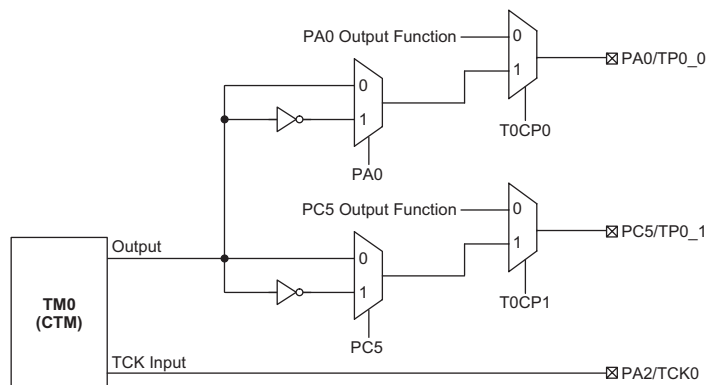 PA0 Output Function
0
1
PA0/TP0_0
T0CP0
0
1
PA0
PC5 Output Function
0
1
PC5/TP0_1
T0CP1
Output
0
1
PC5
TM0
(CTM)
TCK Input
PA2/TCK0